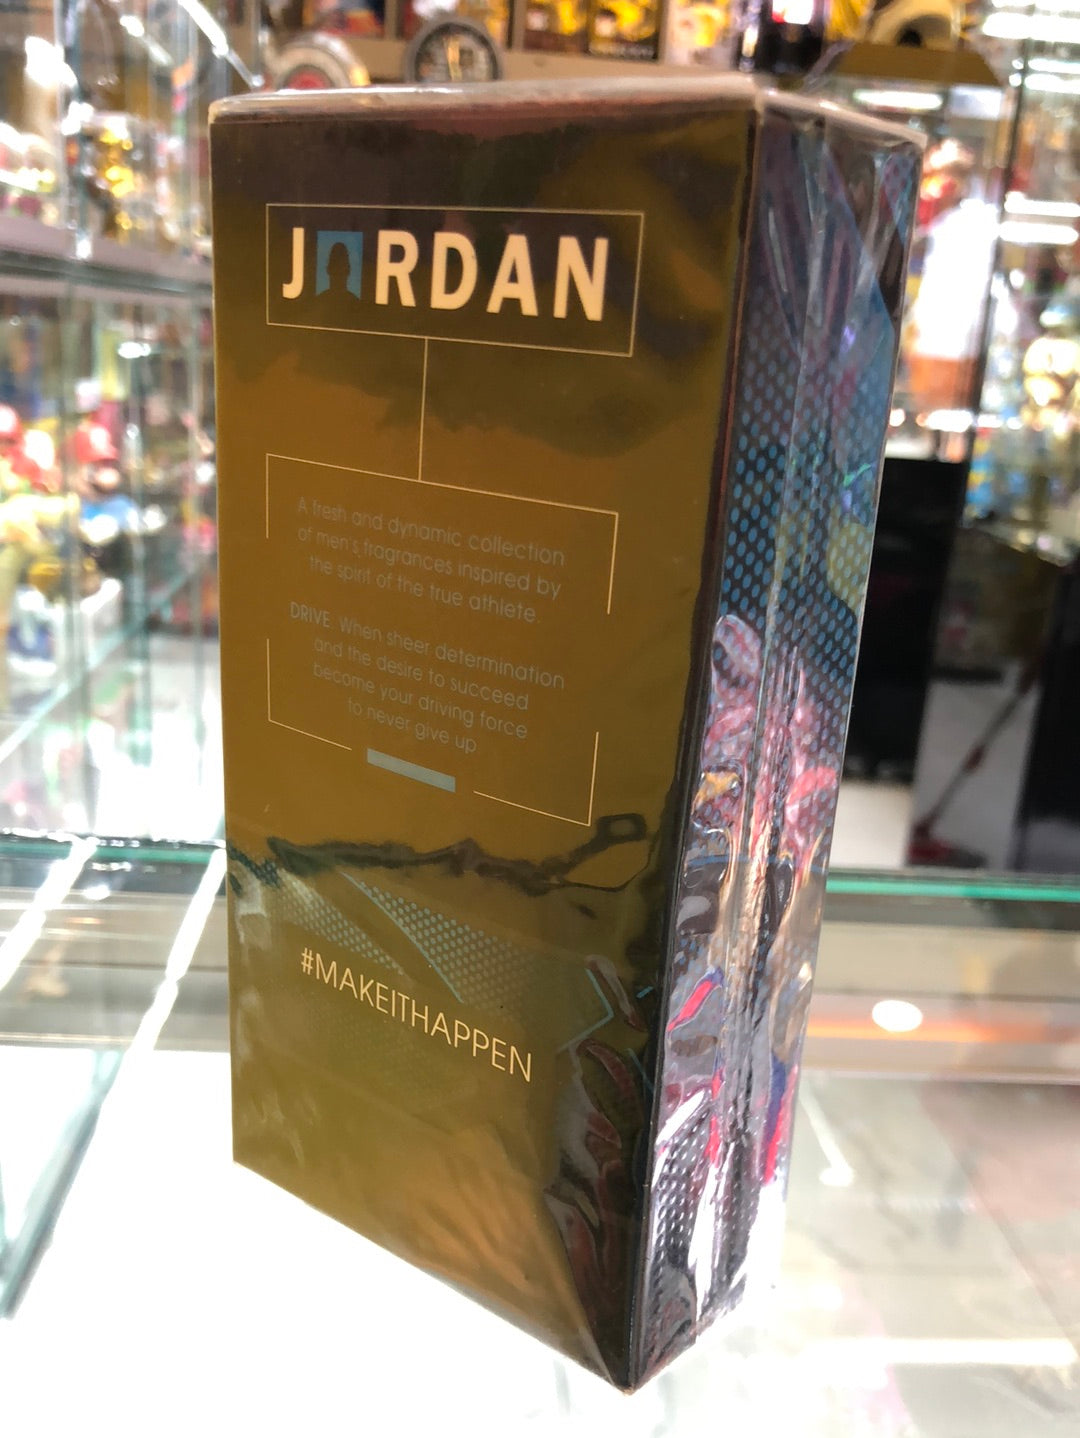 JORDAN
A fresh and dynamic collection
of men's fragrances inspired by
the spirit of the true athlete.
DRIVE: When sheer determination
and the desire to succeed
become your driving force
to never give up
#MAKEITHAPPEN